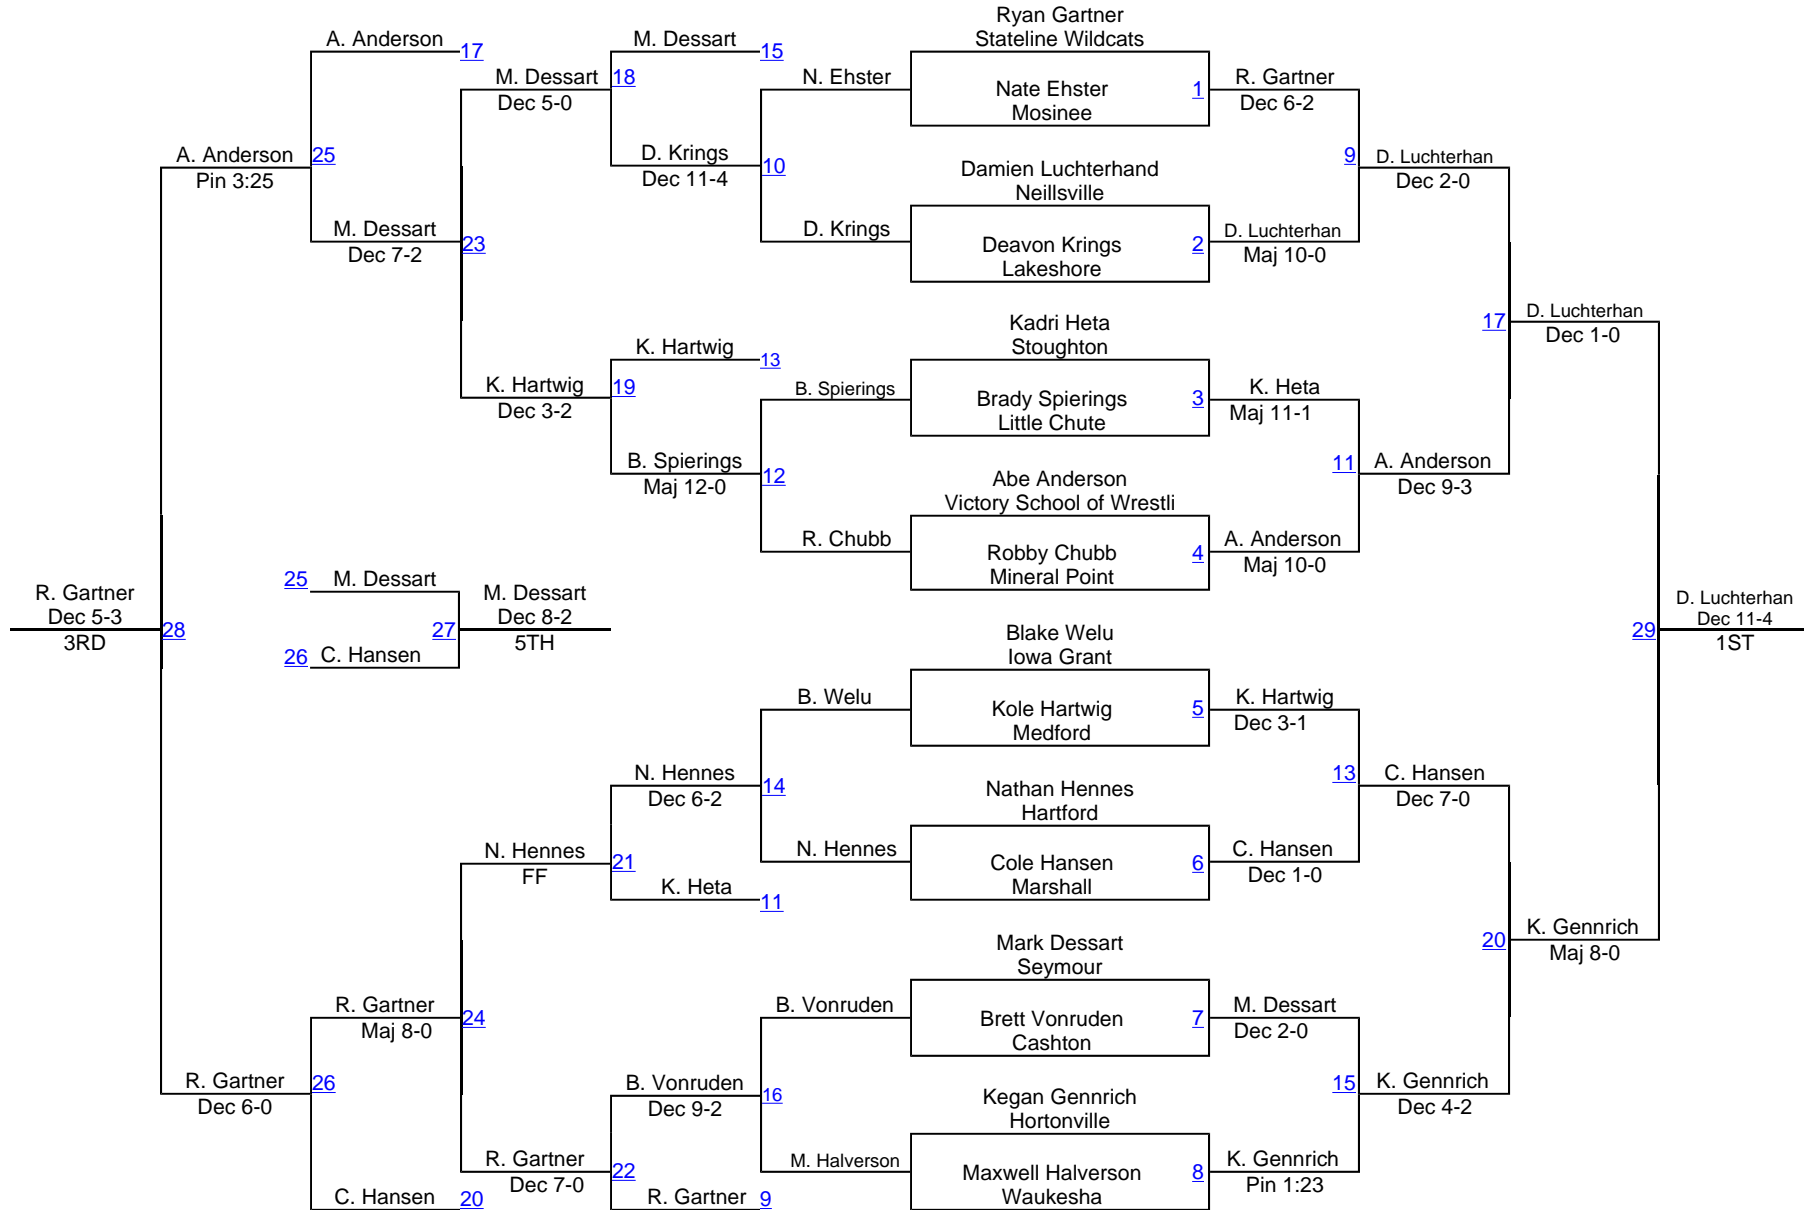 Ryan Gartner
Stateline Wildcats
A. Anderson
17
M. Dessart
15
M. Dessart
18
Dec 5-0
N. Ehster
Nate Ehster
1
Mosinee
R. Gartner
Dec 6-2
A. Anderson
25
Pin 3:25
D. Krings
10
Dec 11-4
Damien Luchterhand
Neillsville
9
D. Luchterhan
Dec 2-0
M. Dessart
23
Dec 7-2
D. Krings
Deavon Krings
2
Lakeshore
D. Luchterhan
Maj 10-0
Kadri Heta
Stoughton
17
D. Luchterhan
Dec 1-0
K. Hartwig
13
K. Hartwig
19
Dec 3-2
B. Spierings
Brady Spierings
3
Little Chute
K. Heta
Maj 11-1
B. Spierings
12
Maj 12-0
Abe Anderson
Victory School of Wrestli
11
A. Anderson
Dec 9-3
R. Chubb
Robby Chubb
4
Mineral Point
A. Anderson
Maj 10-0
25
M. Dessart
M. Dessart
Dec 8-2
27
5TH
26
C. Hansen
R. Gartner
Dec 5-3
28
3RD
D. Luchterhan
Dec 11-4
29
1ST
Blake Welu
Iowa Grant
B. Welu
Kole Hartwig
5
Medford
K. Hartwig
Dec 3-1
N. Hennes
14
Dec 6-2
Nathan Hennes
Hartford
13
C. Hansen
Dec 7-0
N. Hennes
21
FF
N. Hennes
Cole Hansen
6
Marshall
C. Hansen
Dec 1-0
K. Heta
11
Mark Dessart
Seymour
20
K. Gennrich
Maj 8-0
R. Gartner
24
Maj 8-0
B. Vonruden
Brett Vonruden
7
Cashton
M. Dessart
Dec 2-0
R. Gartner
26
Dec 6-0
B. Vonruden
16
Dec 9-2
Kegan Gennrich
Hortonville
15
K. Gennrich
Dec 4-2
R. Gartner
22
Dec 7-0
M. Halverson
Maxwell Halverson
8
Waukesha
K. Gennrich
Pin 1:23
C. Hansen
20
R. Gartner
9